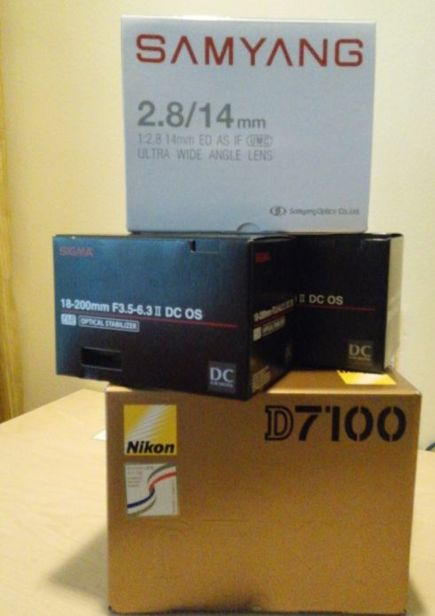 SAMYANG
2.8/14mm
1:2.8 14mm ED AS IF UMC
ULTRA WIDE ANGLE LENS
Samyang Optics Co.,Ltd.
SIGMA
18-200mm F3.5-6.3 II DC OS
OPTICAL STABILIZER
DC
II DC OS
DC
Nikon
D7100